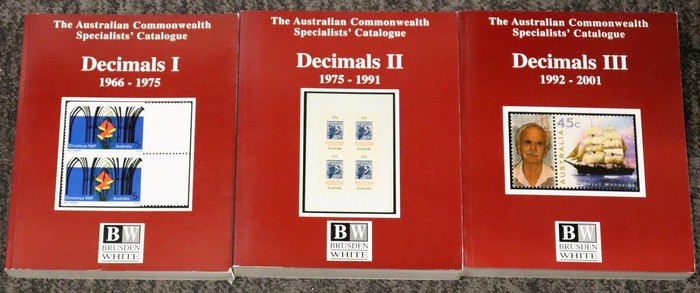 The Australian Commonwealth
Specialists' Catalogue
Decimals I
1966 - 1975
Christmas 1967 Australia
Christmas 1967 Australia
BW
BRUSDEN
WHITE
The Australian Commonwealth
Specialists' Catalogue
Decimals II
1975 - 1991
Australia
Australia
BW
BRUSDEN
WHITE
The Australian Commonwealth
Specialists' Catalogue
Decimals III
1992 - 2001
45c
AUSTRALIA
BW
BRUSDEN
WHITE